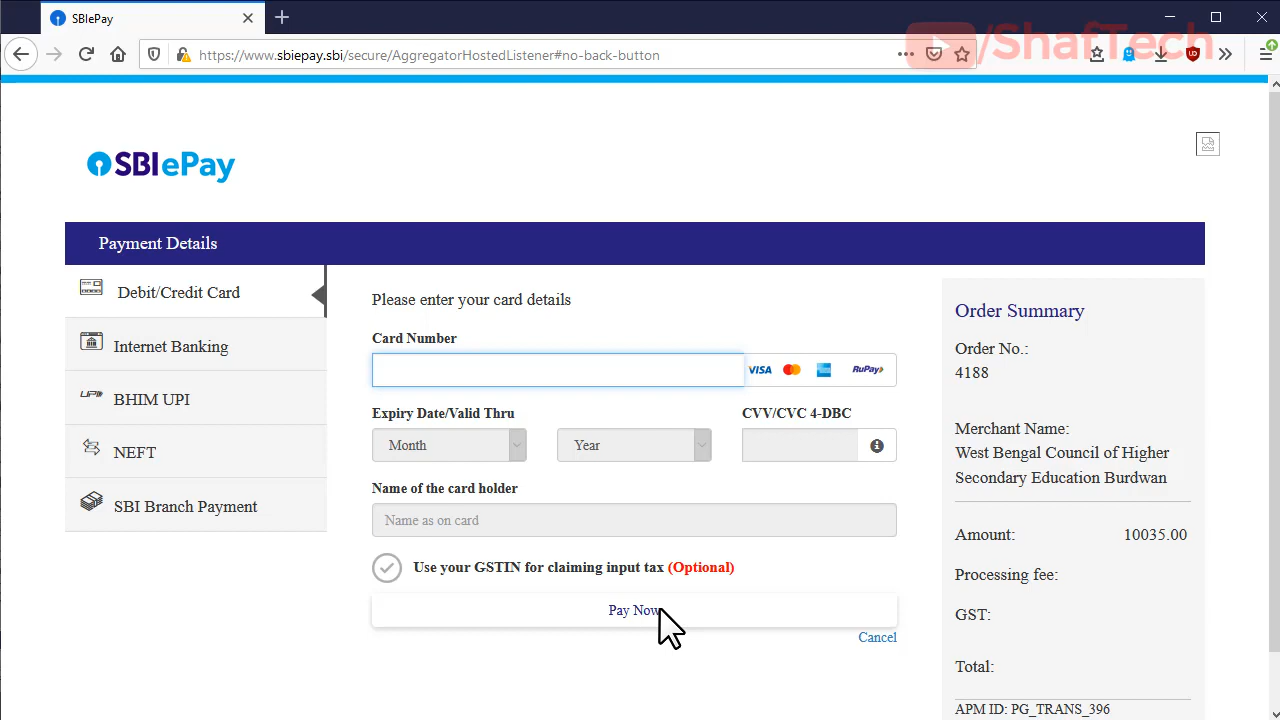 SBIePay
/ShafTech
https://www.sbiepay.sbi/secure/AggregatorHostedListener#no-back-button
SBIePay
Payment Details
Debit/Credit Card
Internet Banking
BHIM UPI
NEFT
SBI Branch Payment
Please enter your card details
Card Number
VISA
RuPay
Expiry Date/Valid Thru
CVV/CVC 4-DBC
Month
Year
Name of the card holder
Name as on card
Use your GSTIN for claiming input tax (Optional)
Pay Now
Cancel
Order Summary
Order No.:
4188
Merchant Name:
West Bengal Council of Higher
Secondary Education Burdwan
Amount: 10035.00
Processing fee:
GST:
Total:
APM ID: PG_TRANS_396